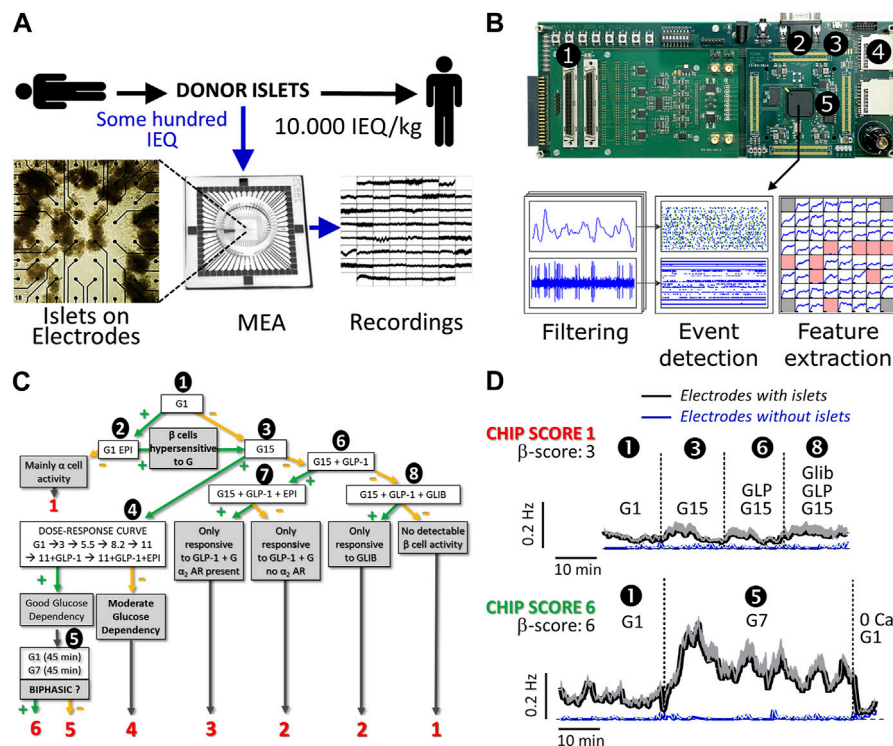 A
DONOR ISLETS
Some hundred
IEQ
10.000 IEQ/kg
Islets on
Electrodes
MEA
Recordings
B
1
2
3
4
5
Filtering
Event
detection
Feature
extraction
C
1
G1
+
–
2
G1 EPI
–
+
β cells
hypersensitive
to G
3
G15
+
–
6
G15 + GLP-1
+
–
Mainly α cell
activity
1
7
G15 + GLP-1 + EPI
+
–
8
G15 + GLP-1 + GLIB
+
–
4
DOSE-RESPONSE CURVE
G1 → 3 → 5.5 → 8.2 → 11
→ 11+GLP-1 → 11+GLP-1+EPI
+
–
Only
responsive
to GLP-1 + G
α2 AR present
Only
responsive to
GLP-1 + G
no α2 AR
Only
responsive
to GLIB
No detectable
β cell activity
Good Glucose
Dependency
Moderate
Glucose
Dependency
5
G1 (45 min)
G7 (45 min)
BIPHASIC ?
+
–
6
5
4
3
2
2
1
D
Electrodes with islets
Electrodes without islets
CHIP SCORE 1
β-score: 3
1
3
6
8
G1
G15
GLP
G15
Glib
GLP
G15
0.2 Hz
10 min
CHIP SCORE 6
β-score: 6
1
G1
5
G7
0 Ca
G1
0.2 Hz
10 min